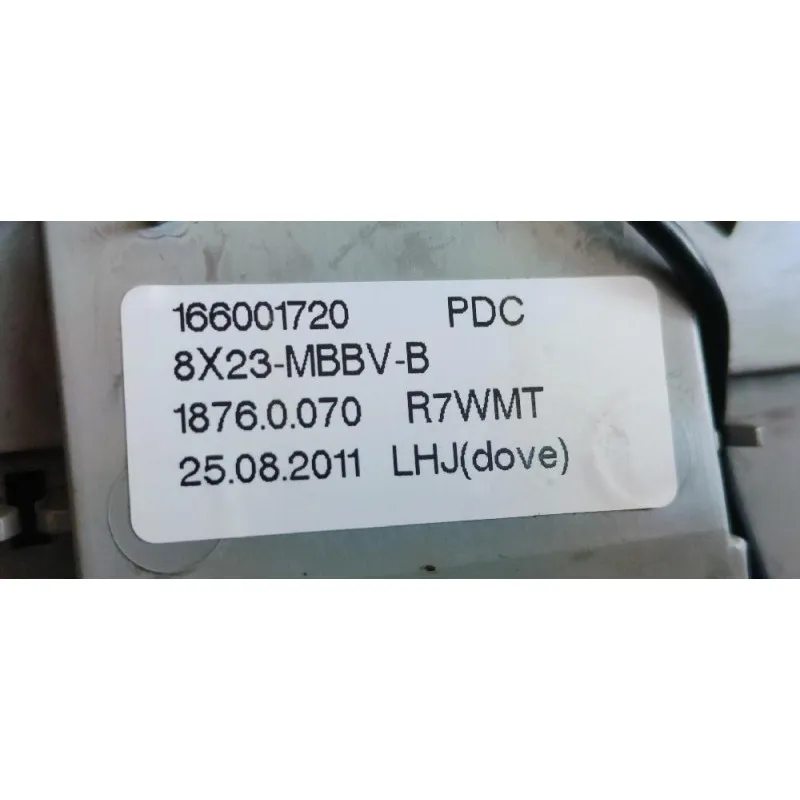 166001720 PDC
8X23-MBBV-B
1876.0.070 R7WMT
25.08.2011 LHJ(dove)